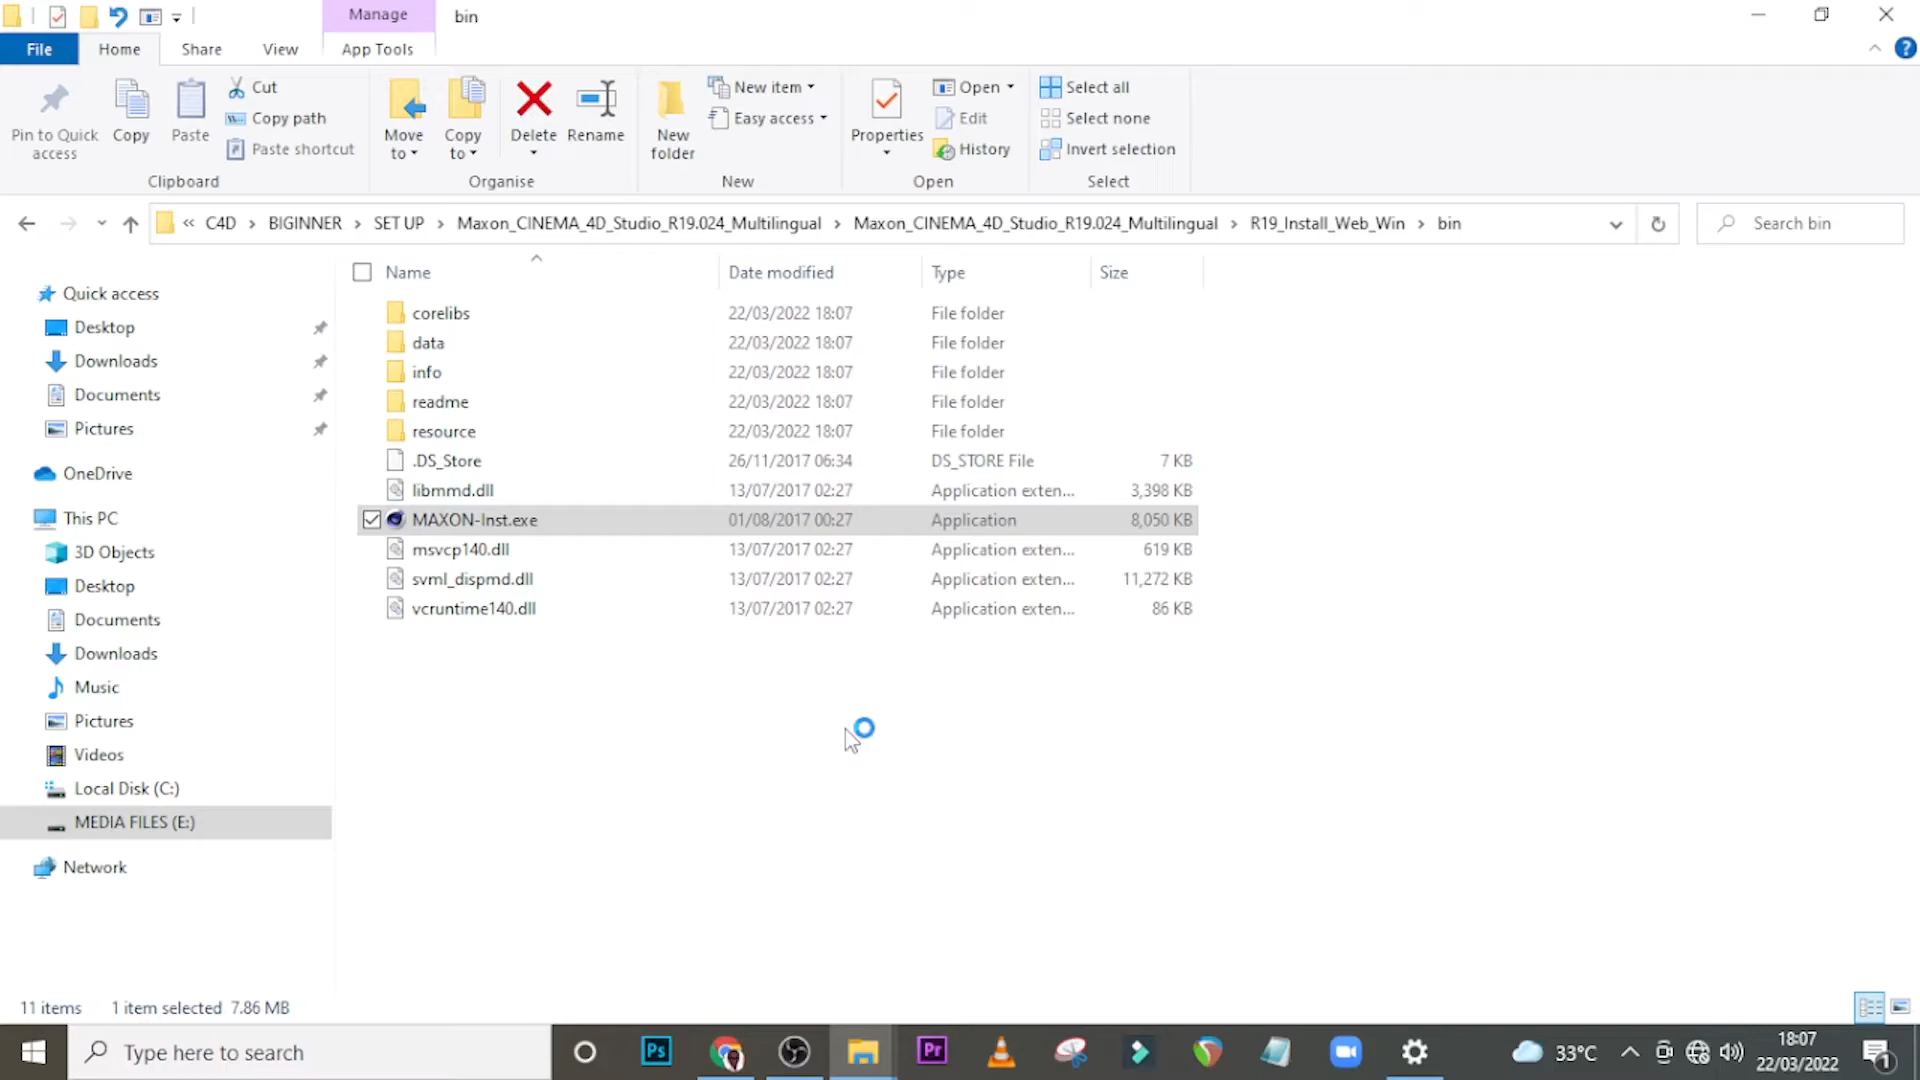 Manage bin
File Home Share View App Tools
Pin to Quick access
Copy
Paste
Cut
Copy path
Paste shortcut
Clipboard
Move to
Copy to
Delete
Rename
Organise
New folder
New item
Easy access
New
Properties
Open
Edit
History
Open
Select all
Select none
Invert selection
Select
« C4D › BIGINNER › SET UP › Maxon_CINEMA_4D_Studio_R19.024_Multilingual › Maxon_CINEMA_4D_Studio_R19.024_Multilingual › R19_Install_Web_Win › bin
Search bin
Quick access
Desktop
Downloads
Documents
Pictures
OneDrive
This PC
3D Objects
Desktop
Documents
Downloads
Music
Pictures
Videos
Local Disk (C:)
MEDIA FILES (E:)
Network
Name Date modified Type Size
corelibs 22/03/2022 18:07 File folder
data 22/03/2022 18:07 File folder
info 22/03/2022 18:07 File folder
readme 22/03/2022 18:07 File folder
resource 22/03/2022 18:07 File folder
.DS_Store 26/11/2017 06:34 DS_STORE File 7 KB
libmmd.dll 13/07/2017 02:27 Application exten... 3,398 KB
MAXON-Inst.exe 01/08/2017 00:27 Application 8,050 KB
msvcp140.dll 13/07/2017 02:27 Application exten... 619 KB
svml_dispmd.dll 13/07/2017 02:27 Application exten... 11,272 KB
vcruntime140.dll 13/07/2017 02:27 Application exten... 86 KB
11 items 1 item selected 7.86 MB
Type here to search
Ps
Pr
33°C
18:07
22/03/2022
1